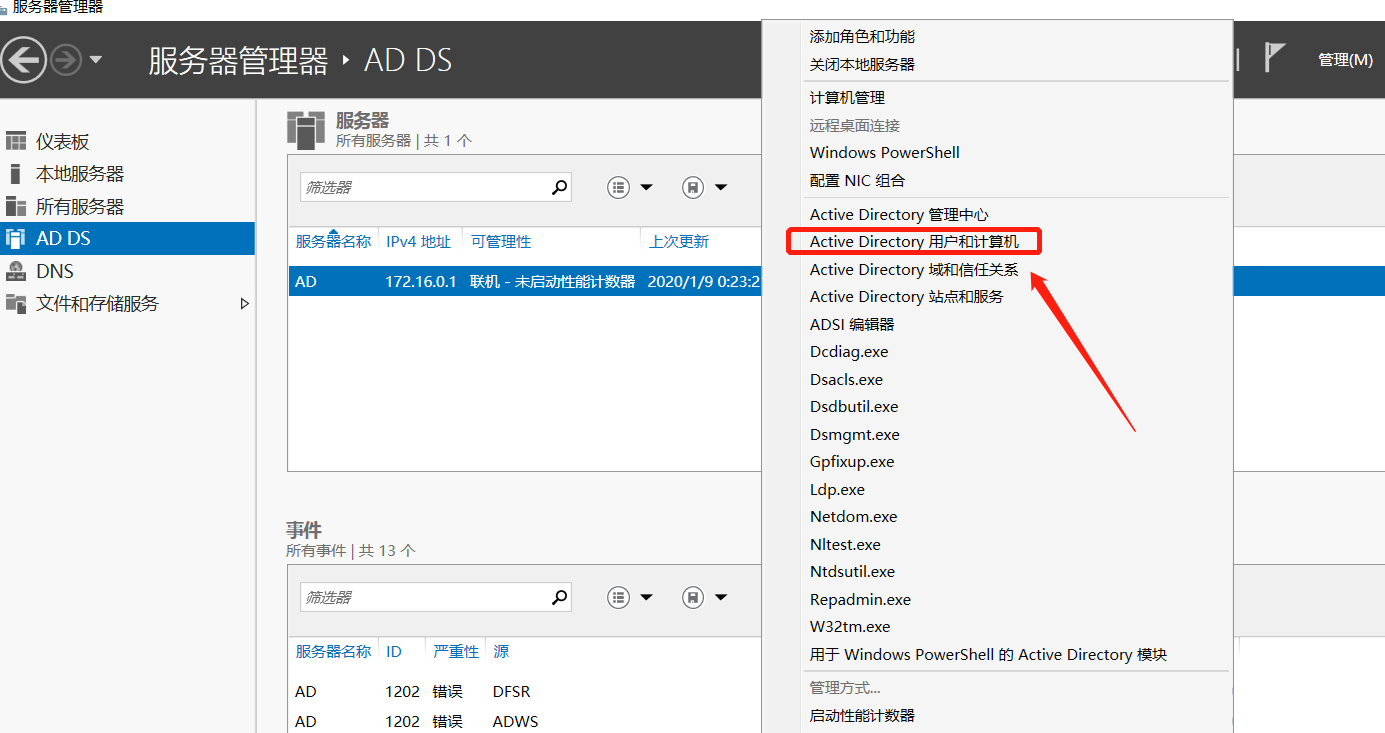 服务器管理器
服务器管理器 ‣ AD DS
管理(M)
仪表板
本地服务器
所有服务器
AD DS
DNS
文件和存储服务
服务器
所有服务器 | 共 1 个
筛选器
服务器名称 IPv4 地址 可管理性 上次更新
AD 172.16.0.1 联机 - 未启动性能计数器 2020/1/9 0:23:2
事件
所有事件 | 共 13 个
筛选器
服务器名称 ID 严重性 源
AD 1202 错误 DFSR
AD 1202 错误 ADWS
添加角色和功能
关闭本地服务器
计算机管理
远程桌面连接
Windows PowerShell
配置 NIC 组合
Active Directory 管理中心
Active Directory 用户和计算机
Active Directory 域和信任关系
Active Directory 站点和服务
ADSI 编辑器
Dcdiag.exe
Dsacls.exe
Dsdbutil.exe
Dsmgmt.exe
Gpfixup.exe
Ldp.exe
Netdom.exe
Nltest.exe
Ntdsutil.exe
Repadmin.exe
W32tm.exe
用于 Windows PowerShell 的 Active Directory 模块
管理方式...
启动性能计数器